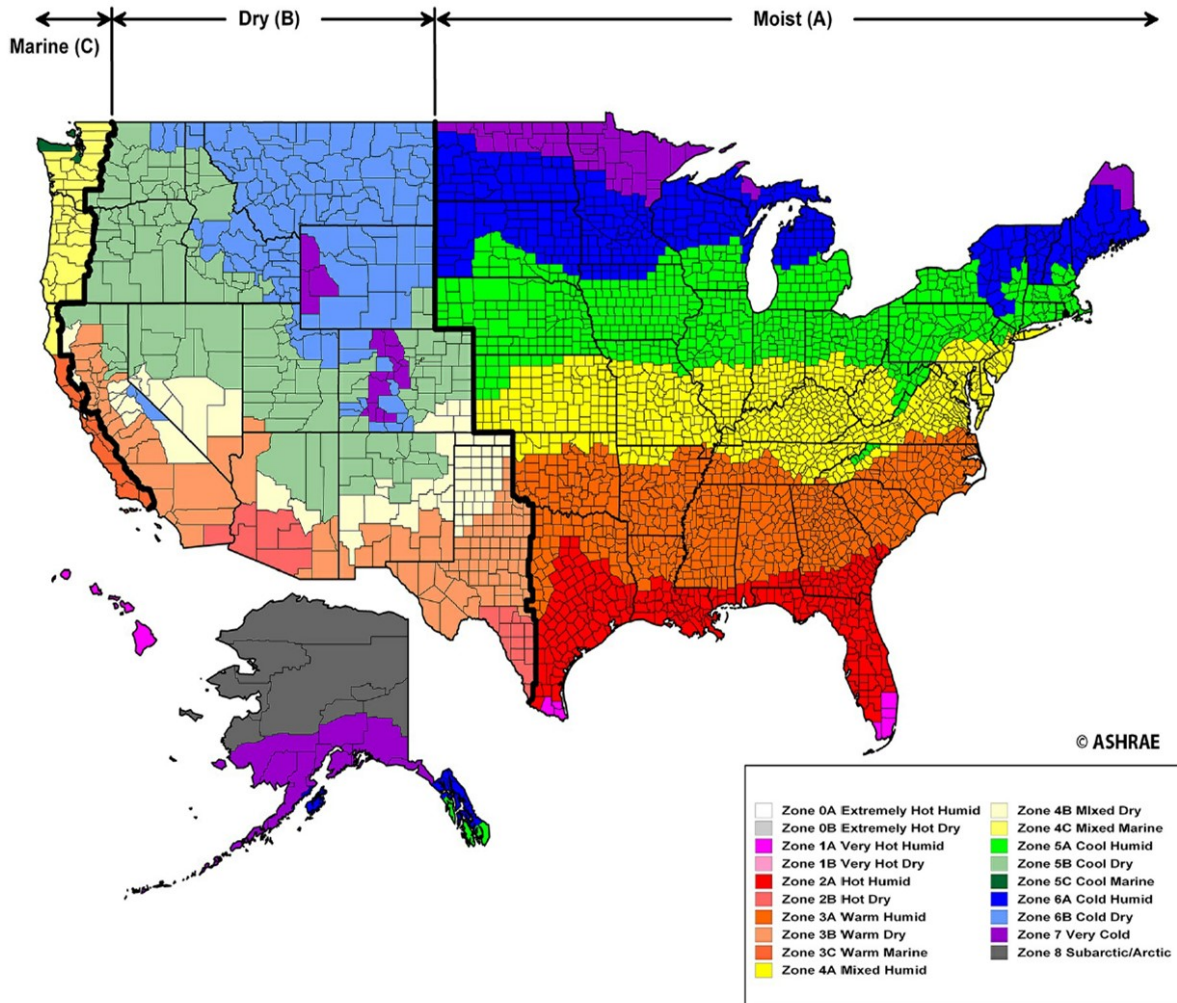 Dry (B)
Moist (A)
Marine (C)
© ASHRAE
Zone 0A Extremely Hot Humid
Zone 0B Extremely Hot Dry
Zone 1A Very Hot Humid
Zone 1B Very Hot Dry
Zone 2A Hot Humid
Zone 2B Hot Dry
Zone 3A Warm Humid
Zone 3B Warm Dry
Zone 3C Warm Marine
Zone 4A Mixed Humid
Zone 4B Mixed Dry
Zone 4C Mixed Marine
Zone 5A Cool Humid
Zone 5B Cool Dry
Zone 5C Cool Marine
Zone 6A Cold Humid
Zone 6B Cold Dry
Zone 7 Very Cold
Zone 8 Subarctic/Arctic